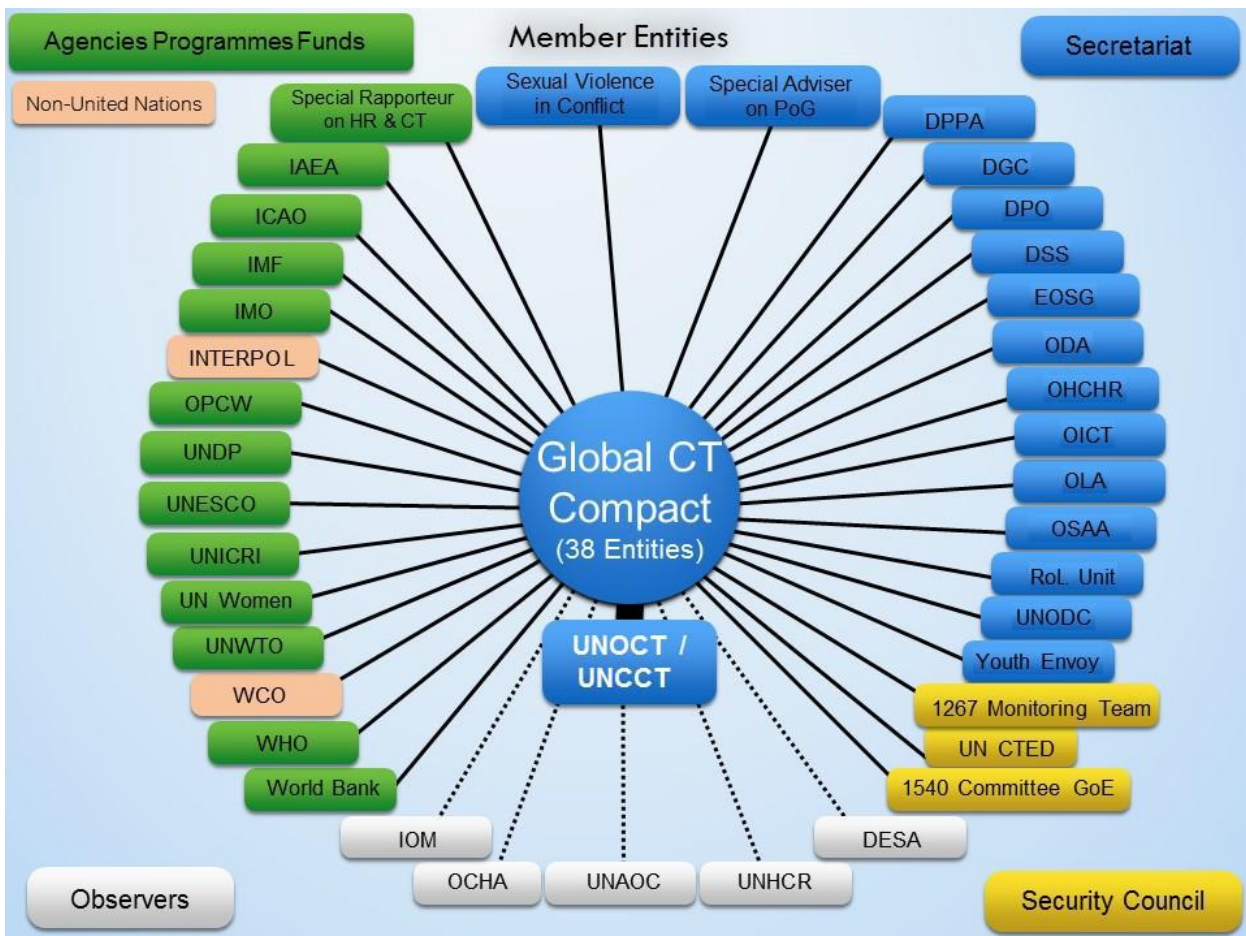 Agencies Programmes Funds
Member Entities
Secretariat
Non-United Nations
Special Rapporteur
on HR & CT
Sexual Violence
in Conflict
Special Adviser
on PoG
DPPA
IAEA
DGC
ICAO
DPO
IMF
DSS
IMO
EOSG
INTERPOL
ODA
OPCW
OHCHR
UNDP
OICT
UNESCO
OLA
UNICRI
OSAA
UN Women
RoL Unit
UNWTO
UNODC
WCO
Youth Envoy
WHO
1267 Monitoring Team
World Bank
UN CTED
1540 Committee GoE
Global CT
Compact
(38 Entities)
UNOCT /
UNCCT
IOM
OCHA
UNAOC
UNHCR
DESA
Observers
Security Council